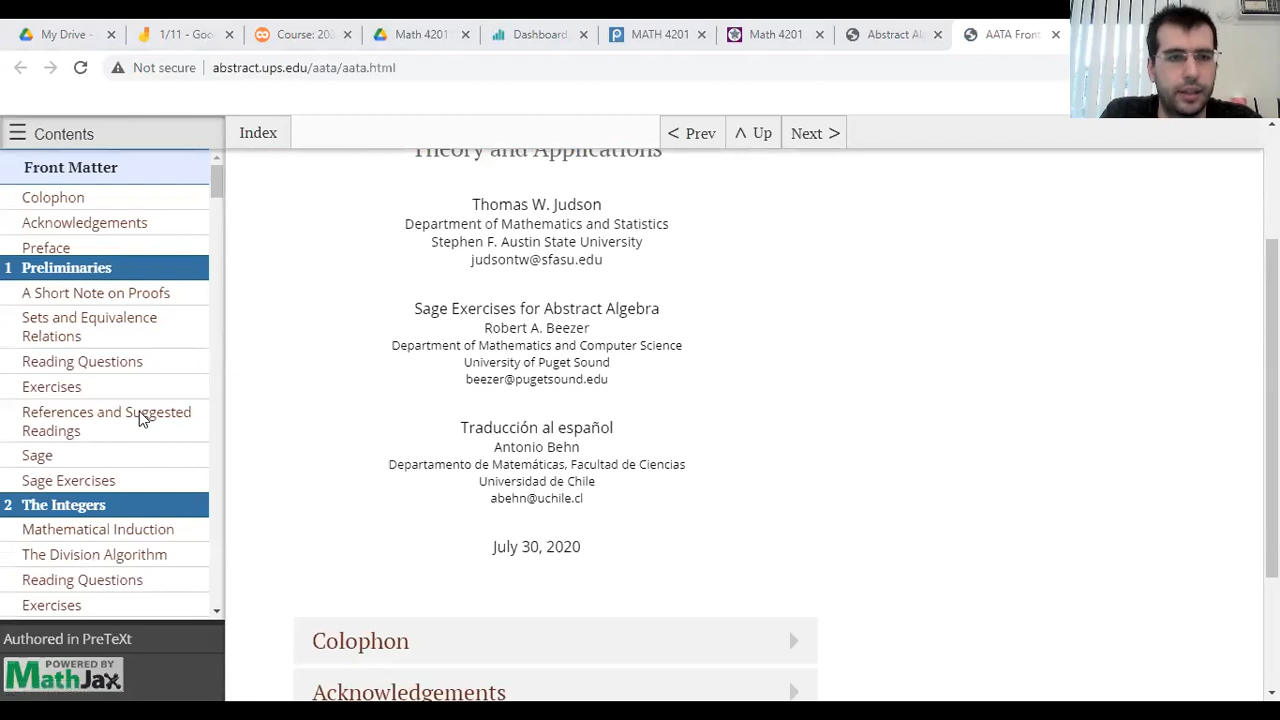 My Drive -
1/11 - Goo
Course: 202
Math 4201
Dashboard
MATH 4201
Math 4201
Abstract Al
AATA Front
Not secure
abstract.ups.edu/aata/aata.html
Contents
Index
< Prev
Up
Next >
Front Matter
Colophon
Acknowledgements
Preface
1 Preliminaries
A Short Note on Proofs
Sets and Equivalence
Relations
Reading Questions
Exercises
References and Suggested
Readings
Sage
Sage Exercises
2 The Integers
Mathematical Induction
The Division Algorithm
Reading Questions
Exercises
Authored in PreTeXt
POWERED BY
MathJax
Theory and Applications
Thomas W. Judson
Department of Mathematics and Statistics
Stephen F. Austin State University
judsontw@sfasu.edu
Sage Exercises for Abstract Algebra
Robert A. Beezer
Department of Mathematics and Computer Science
University of Puget Sound
beezer@pugetsound.edu
Traducción al español
Antonio Behn
Departamento de Matemáticas, Facultad de Ciencias
Universidad de Chile
abehn@uchile.cl
July 30, 2020
Colophon
Acknowledgements